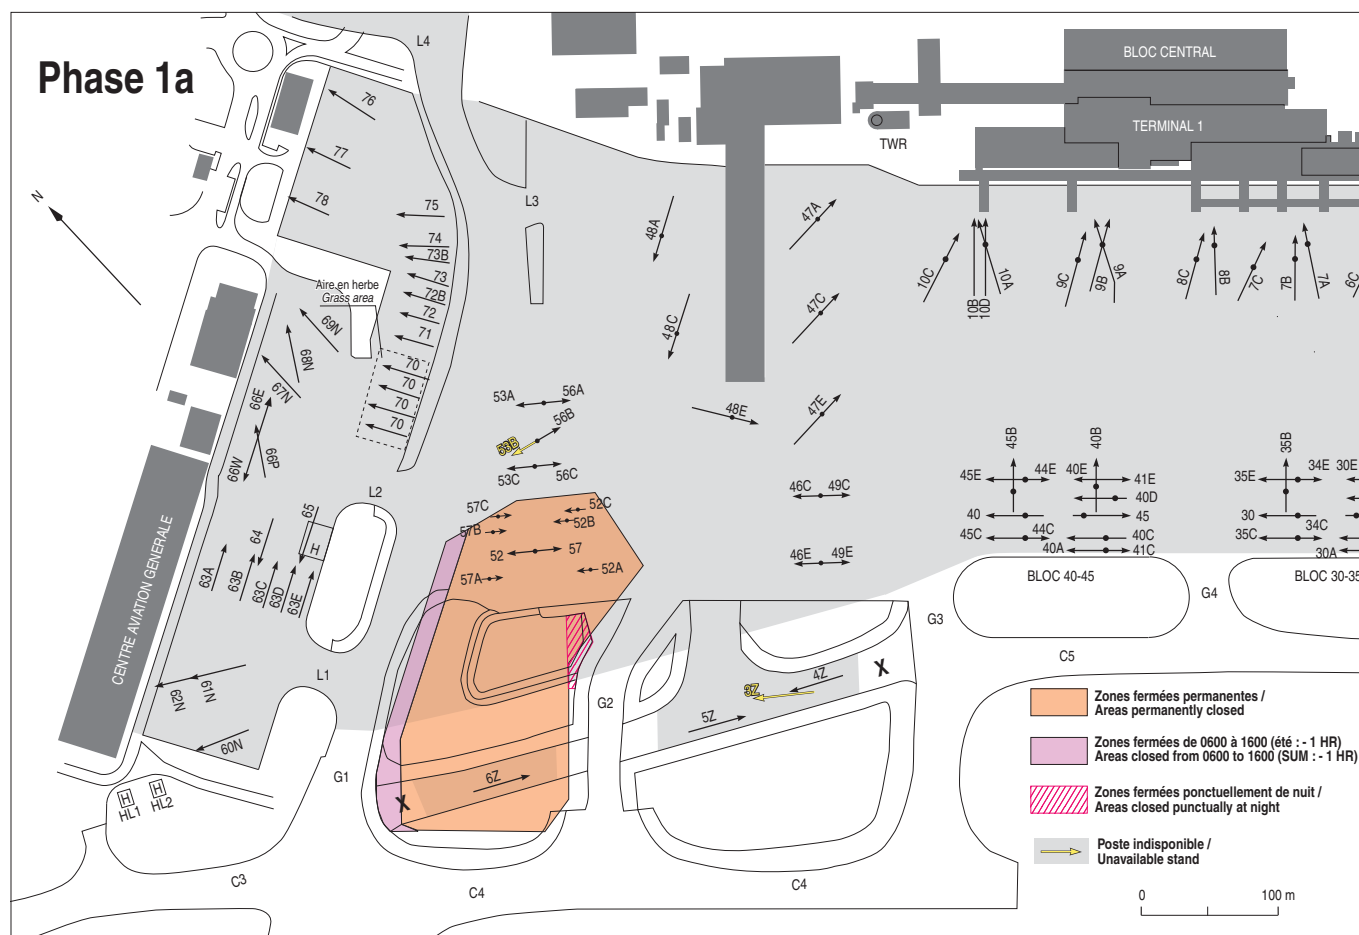 Phase 1a
L4
BLOC CENTRAL
TERMINAL 1
TWR
N
76
77
78
75
74
73B
73
72B
72
71
70
70
70
70
L3
Aire en herbe
Grass area
69N
68N
67N
66E
66W
66P
48A
48C
48E
47A
47C
47E
10C
10B
10D
10A
9C
9B
9A
8C
8B
7C
7B
7A
6C
53A
56A
56B
53B
53C
56C
57C
52C
57B
52B
52
57
57A
52A
46C
49C
46E
49E
45B
40B
35B
45E
44E
40E
41E
35E
34E
30E
40D
40
45
30
45C
44C
40C
35C
34C
40A
41C
30A
BLOC 40-45
BLOC 30-35
G4
G3
C5
L2
65
64
H
63A
63B
63C
63D
63E
CENTRE AVIATION GENERALE
L1
62N
61N
60N
H
HL1
H
HL2
G1
G2
6Z
X
5Z
3Z
4Z
X
C3
C4
C4
Zones fermées permanentes /
Areas permanently closed
Zones fermées de 0600 à 1600 (été : - 1 HR)
Areas closed from 0600 to 1600 (SUM : - 1 HR)
Zones fermées ponctuellement de nuit /
Areas closed punctually at night
Poste indisponible /
Unavailable stand
0 100 m